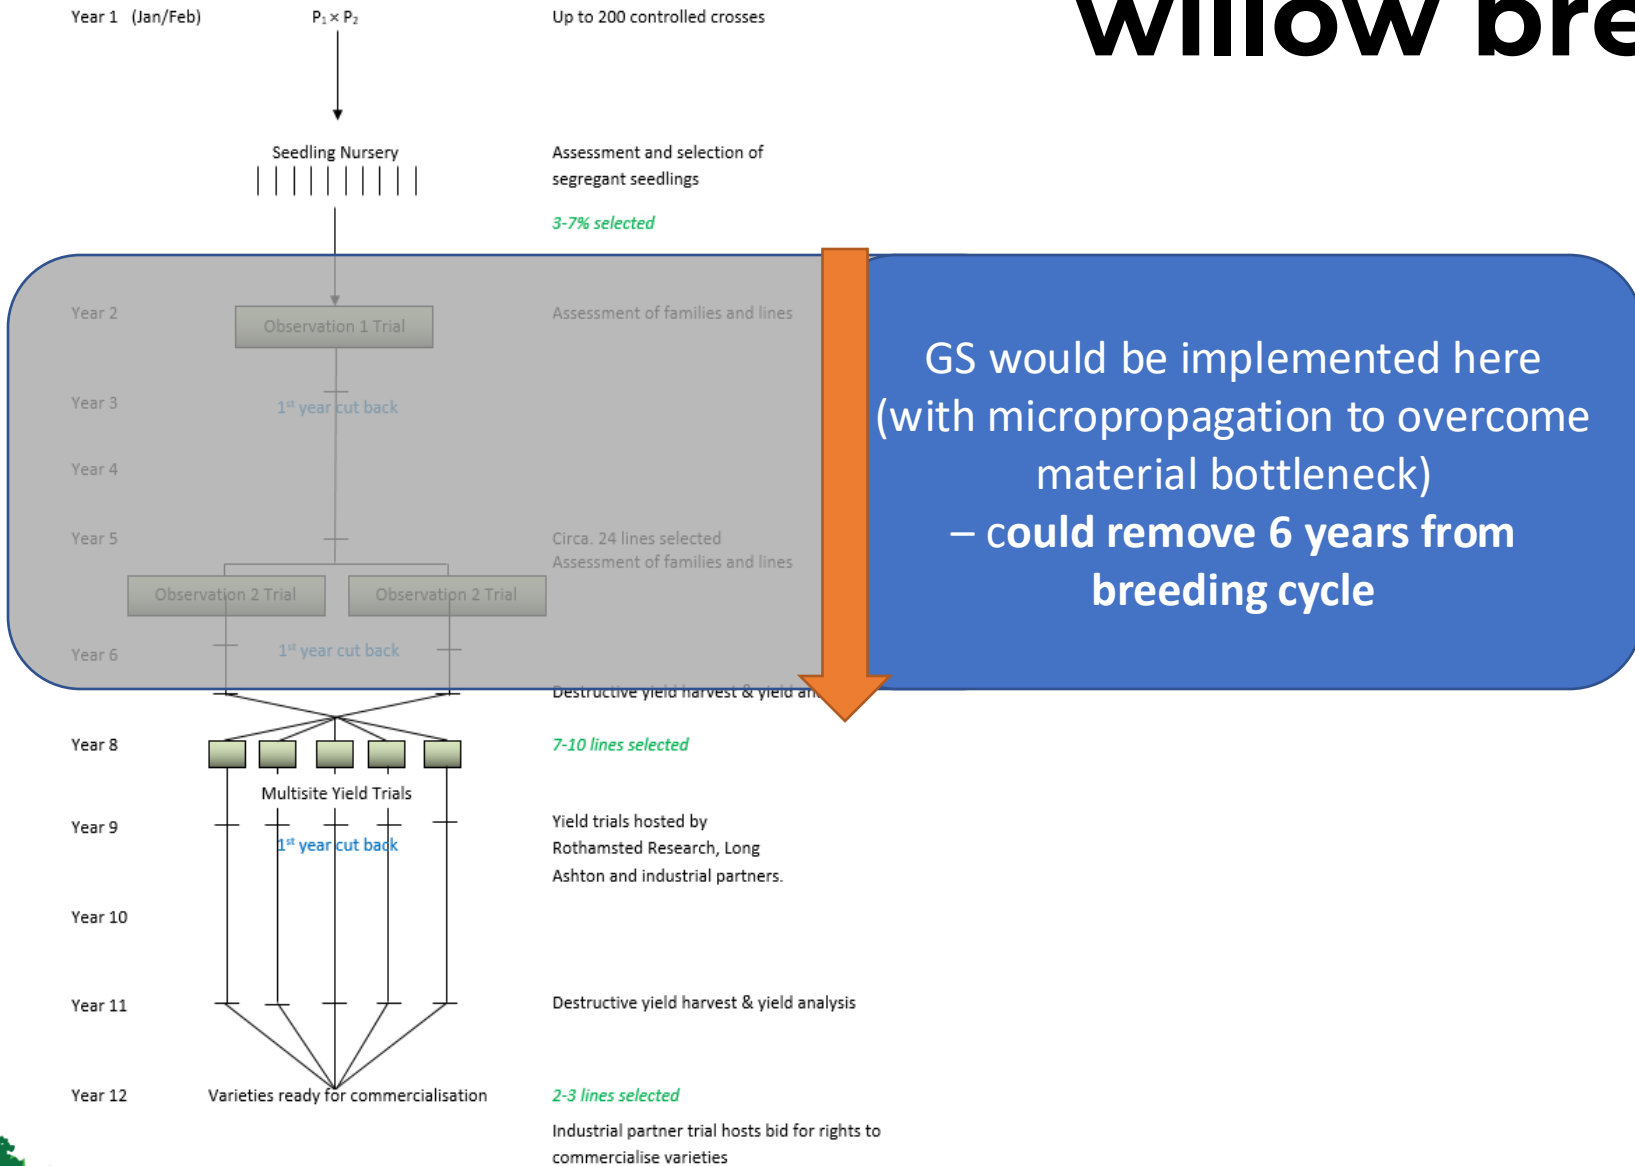 willow bre
Year 1 (Jan/Feb) P₁ × P₂ Up to 200 controlled crosses
Seedling Nursery Assessment and selection of
segregant seedlings
3-7% selected
Year 2 Observation 1 Trial Assessment of families and lines
Year 3 1st year cut back
Year 4
Year 5 Circa. 24 lines selected
Assessment of families and lines
Observation 2 Trial Observation 2 Trial
Year 6 1st year cut back
Destructive yield harvest & yield an
GS would be implemented here
(with micropropagation to overcome
material bottleneck)
– could remove 6 years from
breeding cycle
Year 8 7-10 lines selected
Multisite Yield Trials
Year 9 1st year cut back Yield trials hosted by
Rothamsted Research, Long
Ashton and industrial partners.
Year 10
Year 11 Destructive yield harvest & yield analysis
Year 12 Varieties ready for commercialisation 2-3 lines selected
Industrial partner trial hosts bid for rights to
commercialise varieties